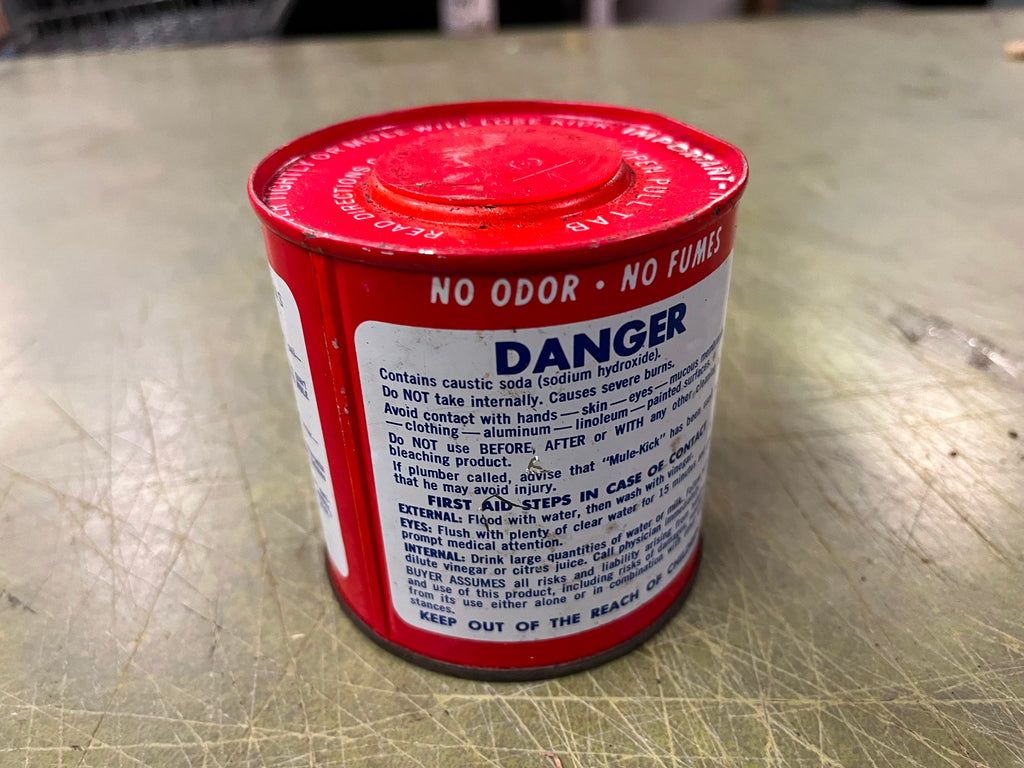 IMPORTANT
READ DIRECTIONS
PULL TAB
NO ODOR • NO FUMES
DANGER
Contains caustic soda (sodium hydroxide).
Do NOT take internally. Causes severe burns.
Avoid contact with hands — skin — eyes — mucous
— clothing — aluminum — linoleum — painted surfaces,
Do NOT use BEFORE, AFTER or WITH any other
bleaching product.
If plumber called, advise that "Mule-Kick" has been
that he may avoid injury.
FIRST AID STEPS IN CASE OF CONTACT
EXTERNAL: Flood with water, then wash with vinegar.
EYES: Flush with plenty of clear water for 15 minutes
prompt medical attention.
INTERNAL: Drink large quantities of water or milk.
dilute vinegar or citrus juice. Call physician
BUYER ASSUMES all risks and liability arising
and use of this product, including risks of
from its use either alone or in combination
stances.
KEEP OUT OF THE REACH OF